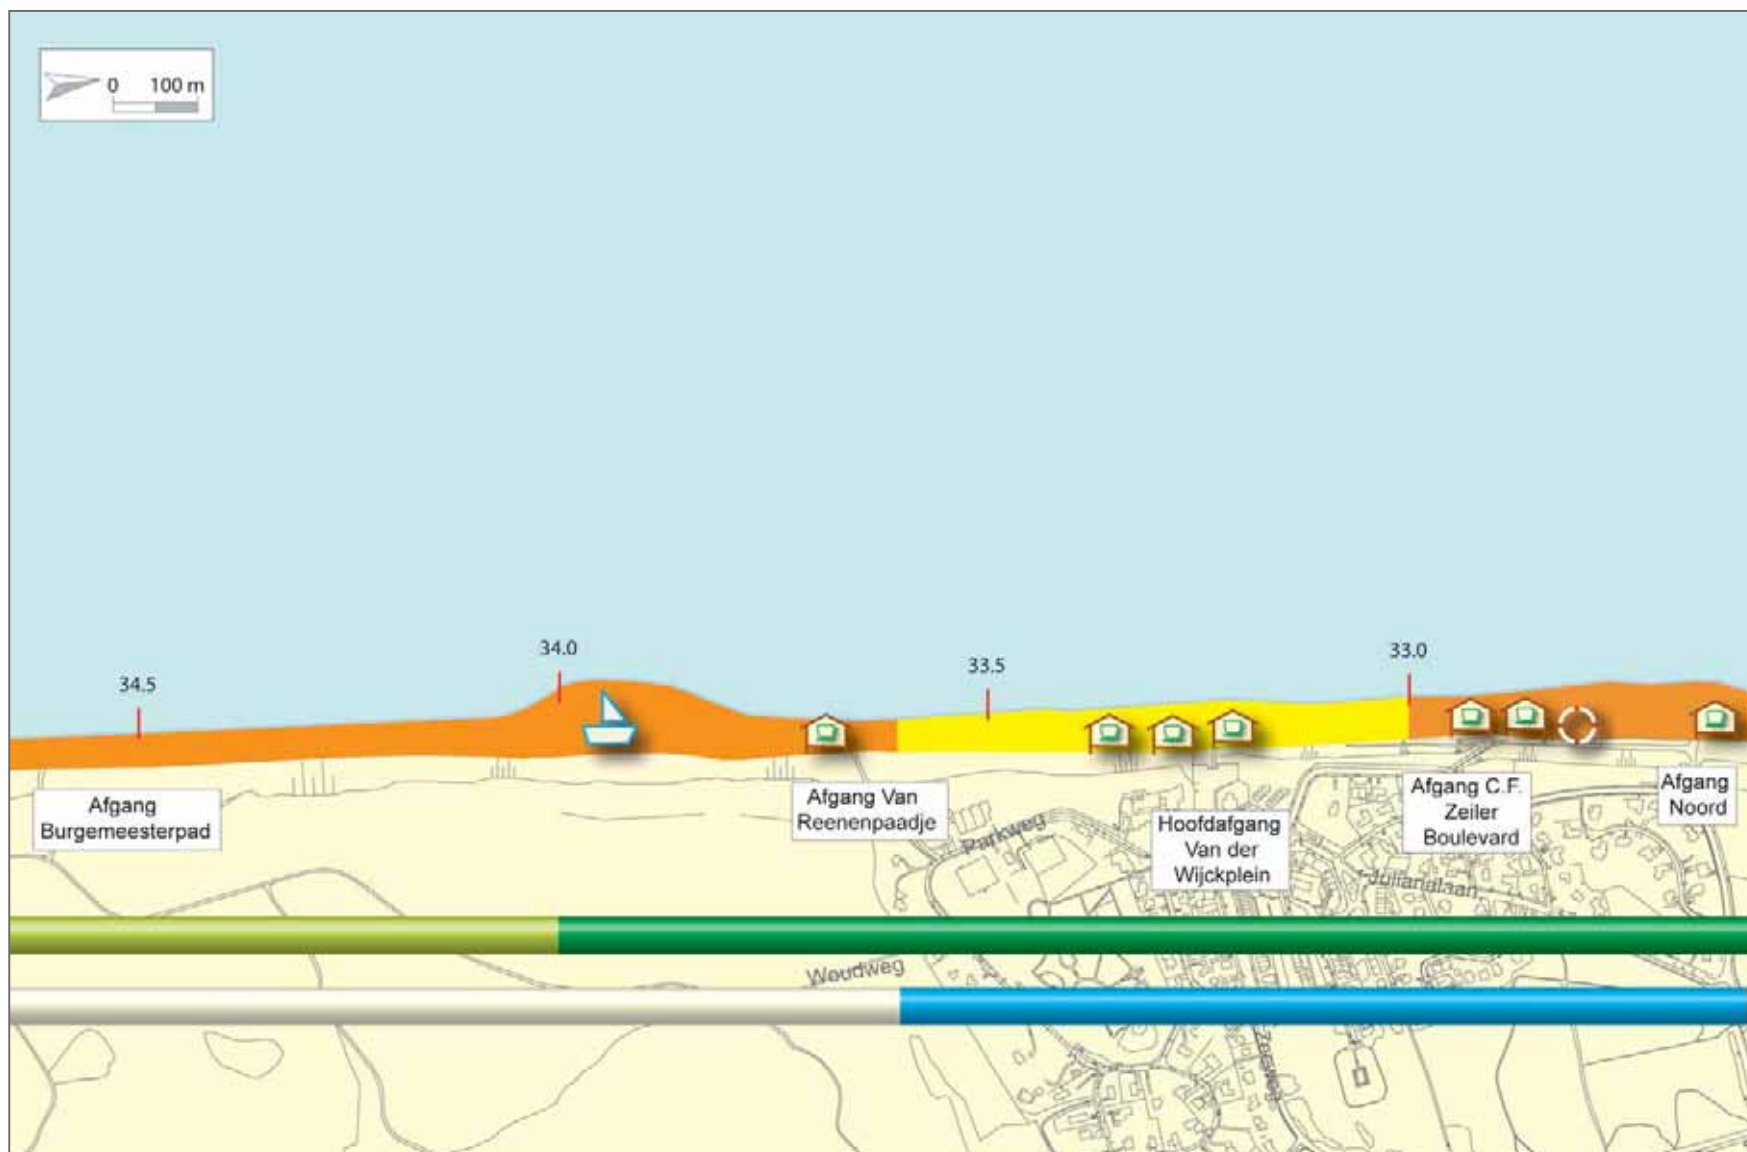 0 100 m
34.0
33.5
33.0
34.5
Afgang
Burgemeesterpad
Afgang Van
Reenenpaadje
Hoofdafgang
Van der
Wijckplein
Afgang C.F.
Zeiler
Boulevard
Afgang
Noord
Parkweg
Julianalaan
Woudweg
Zeeweg